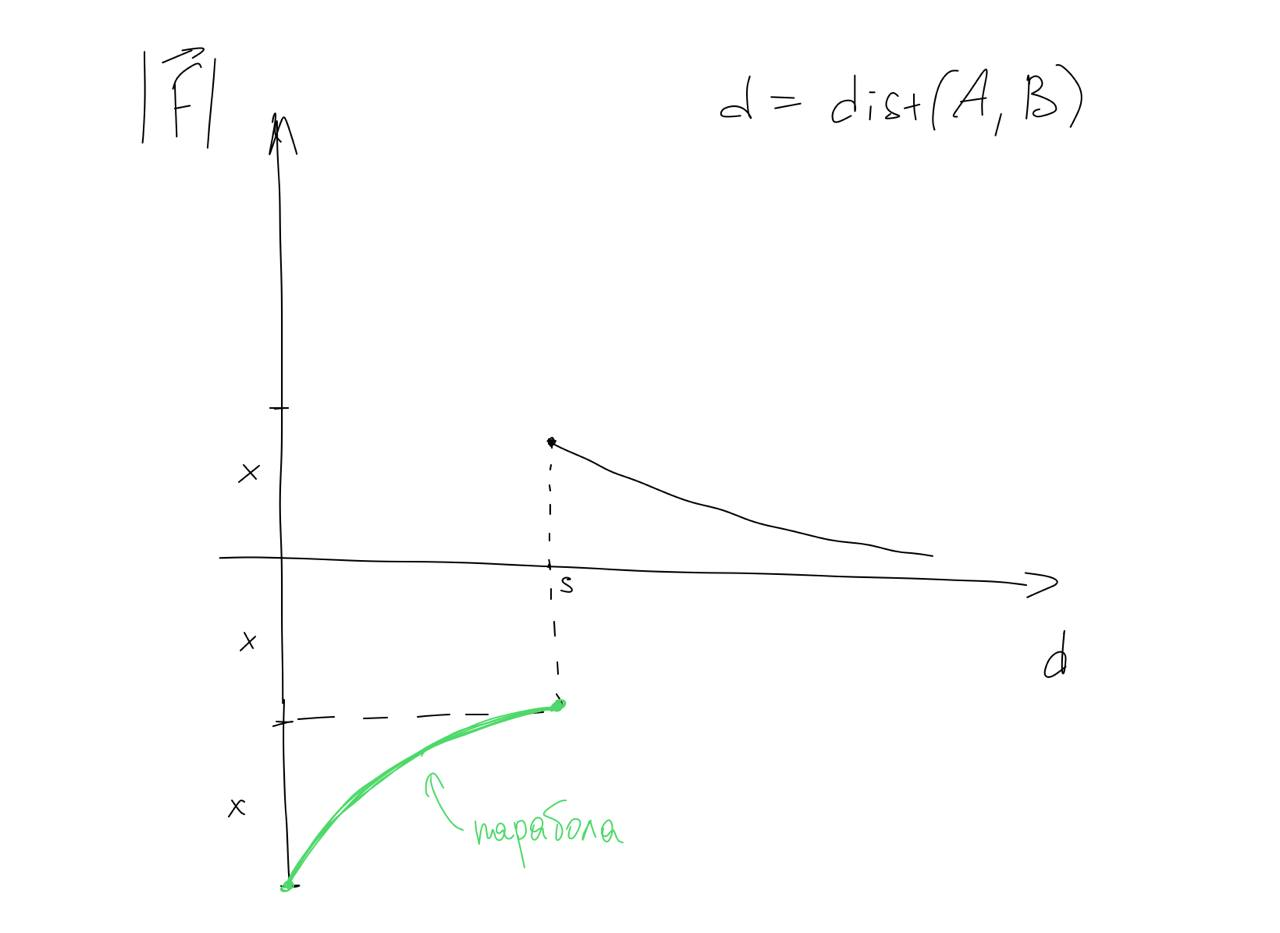 |F⃗|
d = dist(A, B)
x
s
x
d
x
парабола